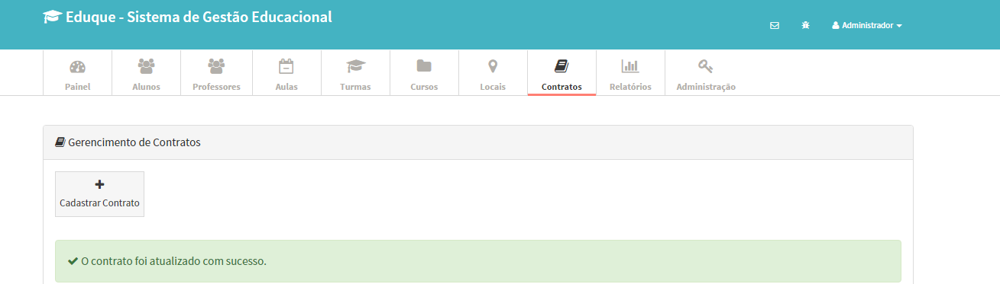 Eduque - Sistema de Gestão Educacional
Administrador
Painel
Alunos
Professores
Aulas
Turmas
Cursos
Locais
Contratos
Relatórios
Administração
Gerencimento de Contratos
Cadastrar Contrato
O contrato foi atualizado com sucesso.